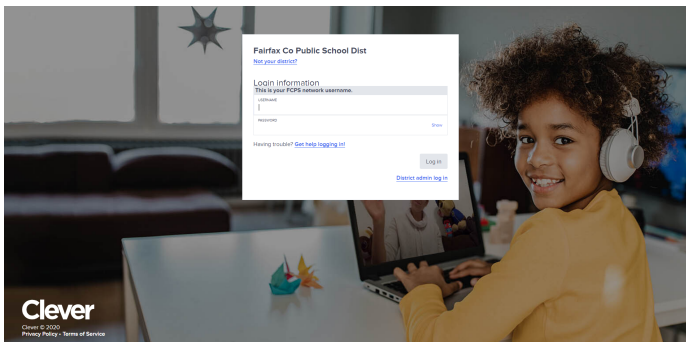 Fairfax Co Public School Dist
Not your district?
Login information
This is your FCPS network username.
USERNAME
PASSWORD
Show
Having trouble? Get help logging in!
Log in
District admin log in
Clever
Clever © 2020
Privacy Policy - Terms of Service